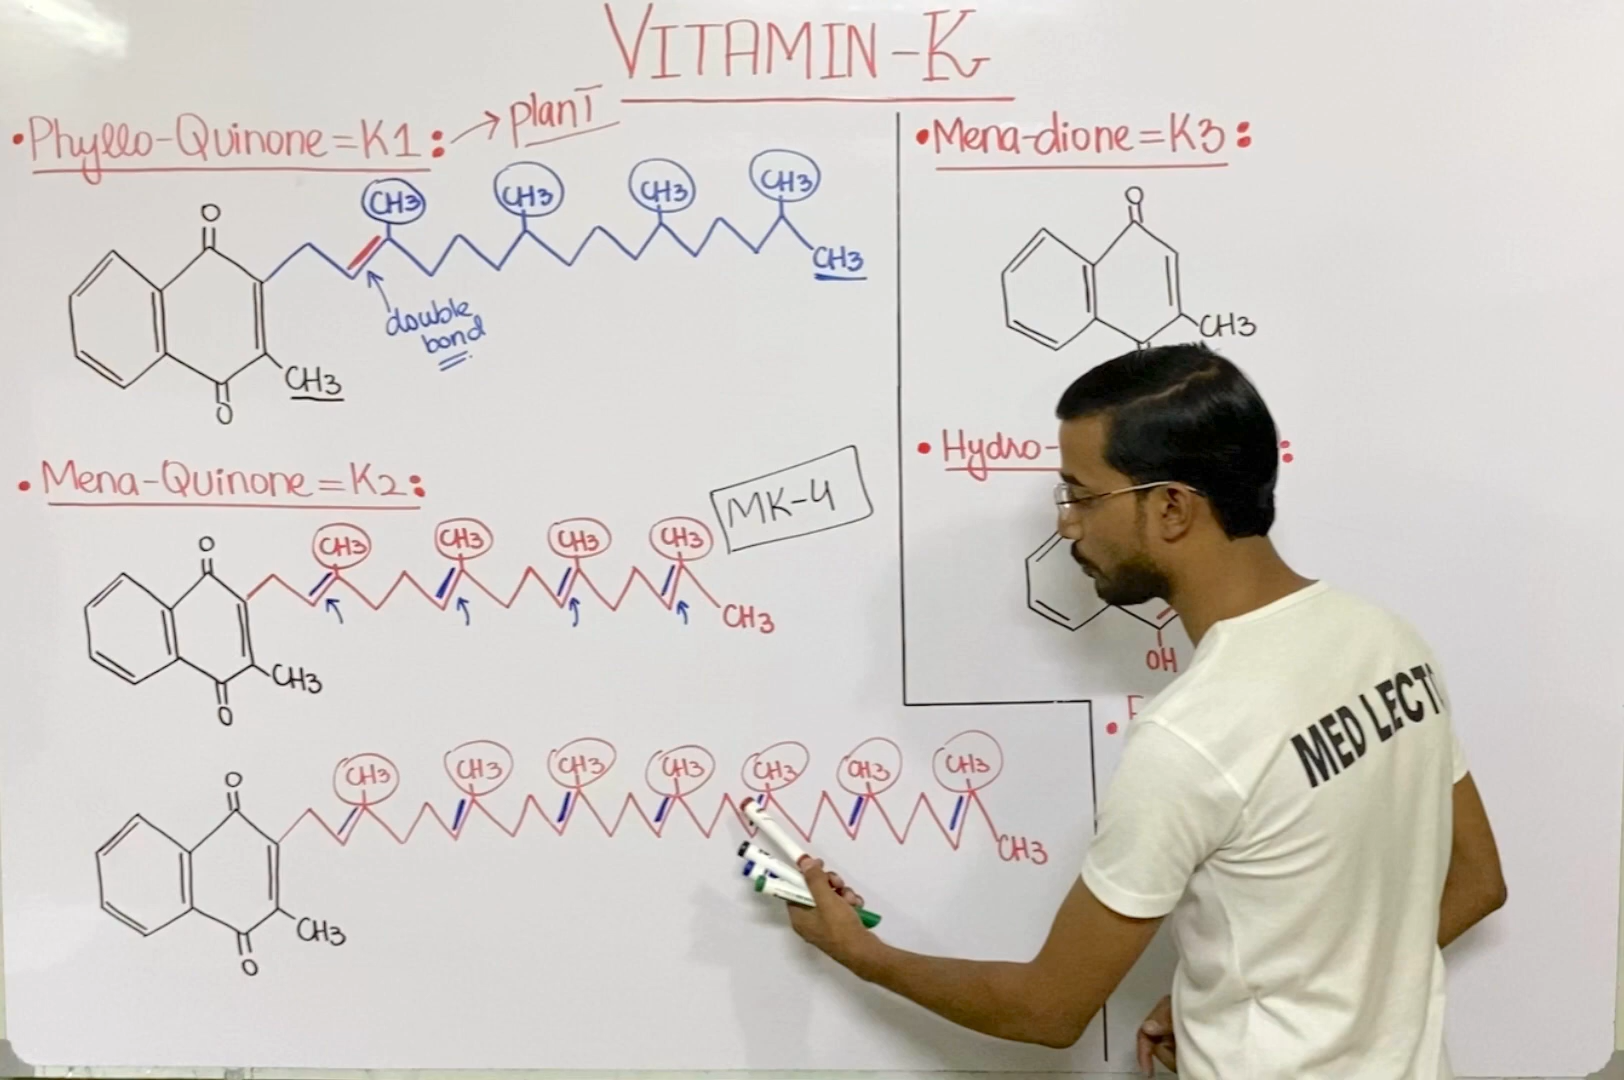 VITAMIN-K
•Phyllo-Quinone=K1: → planT
CH3 CH3 CH3 CH3
CH3
O
double
bond
CH3
O
•Mena-Quinone=K2:
MK-4
CH3 CH3 CH3 CH3
CH3
O
CH3
O
CH3 CH3 CH3 CH3 CH3 CH3 CH3
CH3
O
CH3
O
•Mena-dione=K3:
O
CH3
•Hydro- :
OH
MED LECT